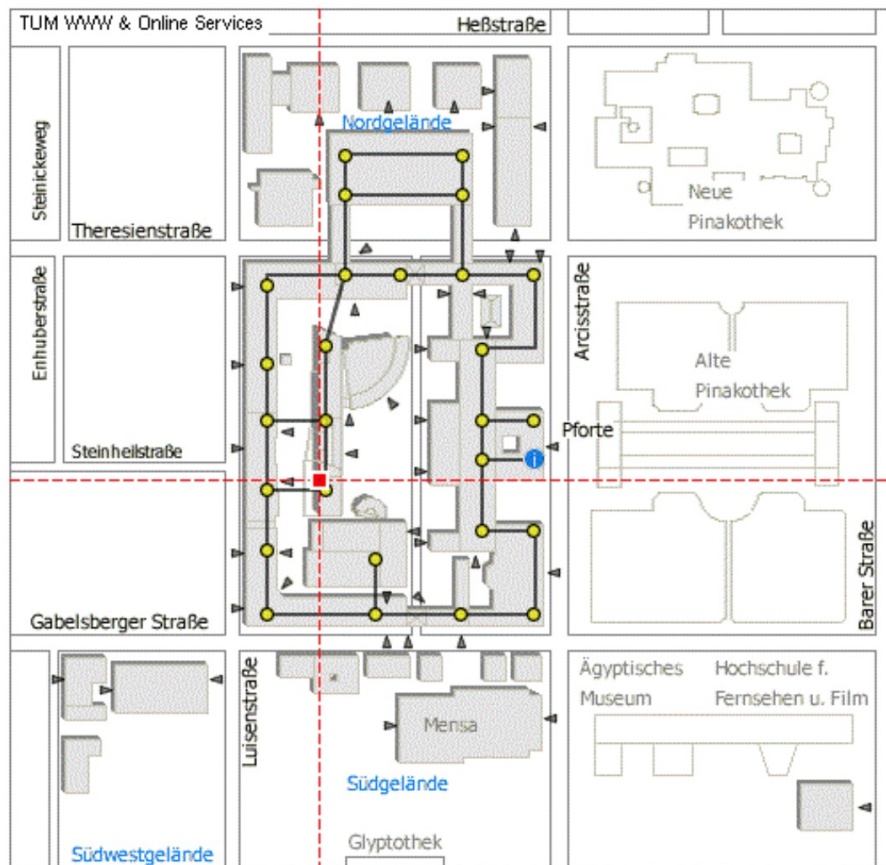 TUM WWW & Online Services
Heßstraße
Steinickeweg
Nordgelände
Neue
Pinakothek
Theresienstraße
Enhuberstraße
Arcisstraße
Alte
Pinakothek
Pforte
Steinheilstraße
i
Barer Straße
Gabelsberger Straße
Luisenstraße
Ägyptisches
Museum
Hochschule f.
Fernsehen u. Film
Mensa
Südgelände
Südwestgelände
Glyptothek